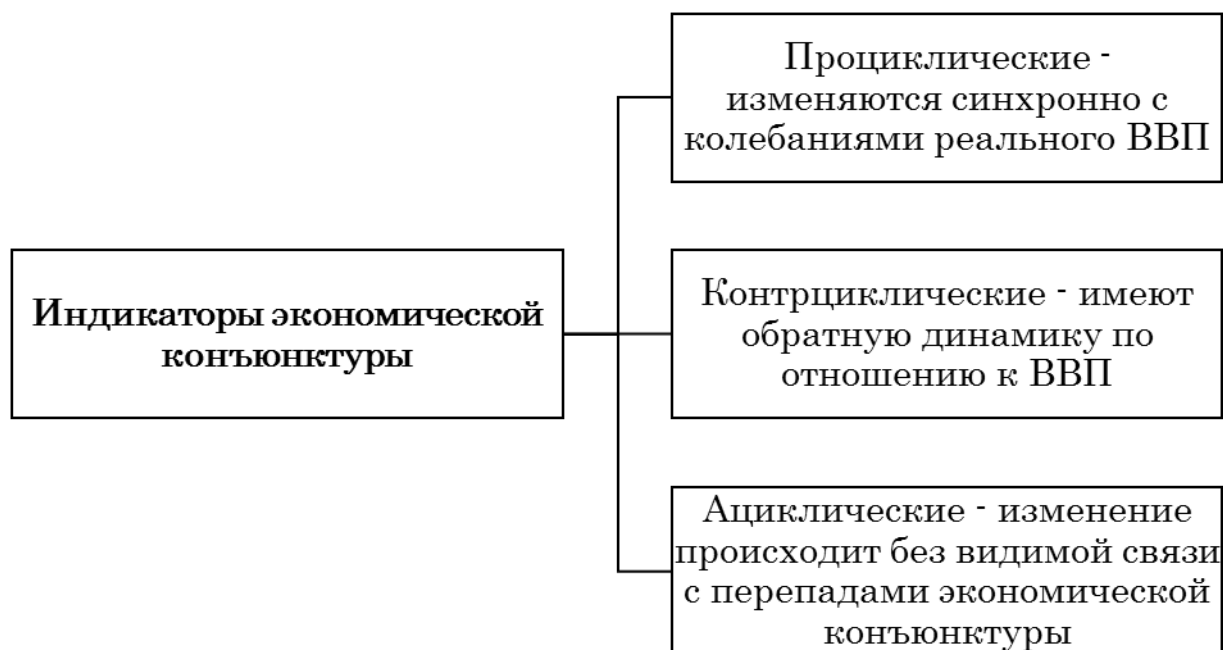 Проциклические -
изменяются синхронно с
колебаниями реального ВВП
Индикаторы экономической
конъюнктуры
Контрциклические - имеют
обратную динамику по
отношению к ВВП
Ациклические - изменение
происходит без видимой связи
с перепадами экономической
конъюнктуры